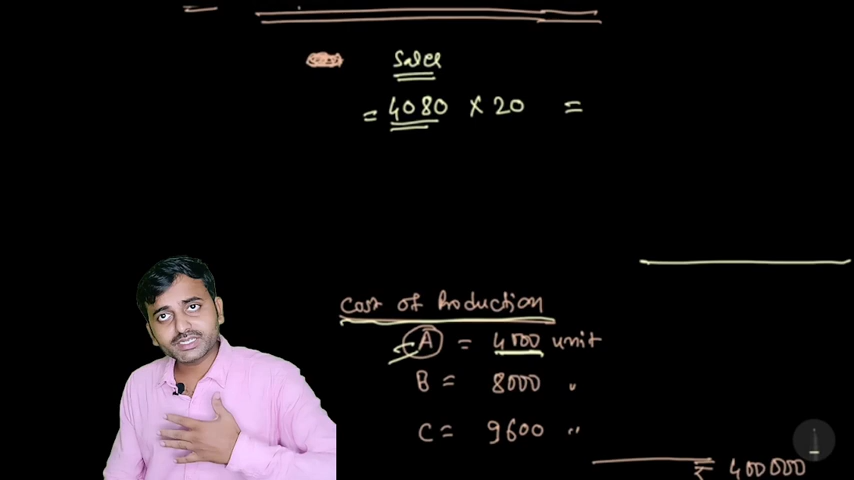 Sales
= 4080 × 20 =
Cost of Production
A = 4000 unit
B = 8000 "
C = 9600 "
₹ 400000